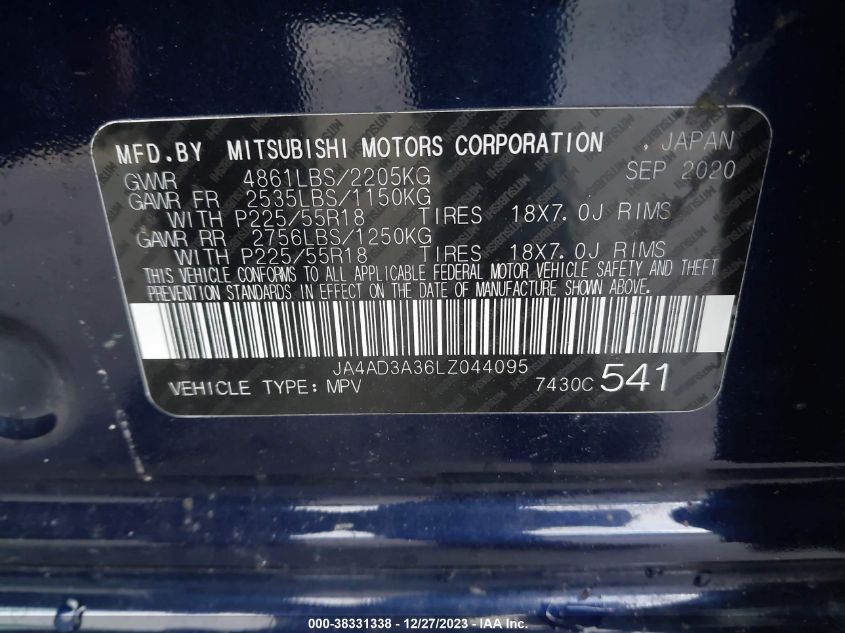 MFD.BY MITSUBISHI MOTORS CORPORATION . JAPAN
GVWR 4861LBS/2205KG SEP 2020
GAWR FR 2535LBS/1150KG
WITH P225/55R18 TIRES 18X7.0J RIMS
GAWR RR 2756LBS/1250KG
WITH P225/55R18 TIRES 18X7.0J RIMS
THIS VEHICLE CONFORMS TO ALL APPLICABLE FEDERAL MOTOR VEHICLE SAFETY AND THEFT
PREVENTION STANDARDS IN EFFECT ON THE DATE OF MANUFACTURE SHOWN ABOVE.
JA4AD3A36LZ044095
VEHICLE TYPE: MPV 7430C 541
000-38331338 - 12/27/2023 - IAA Inc.